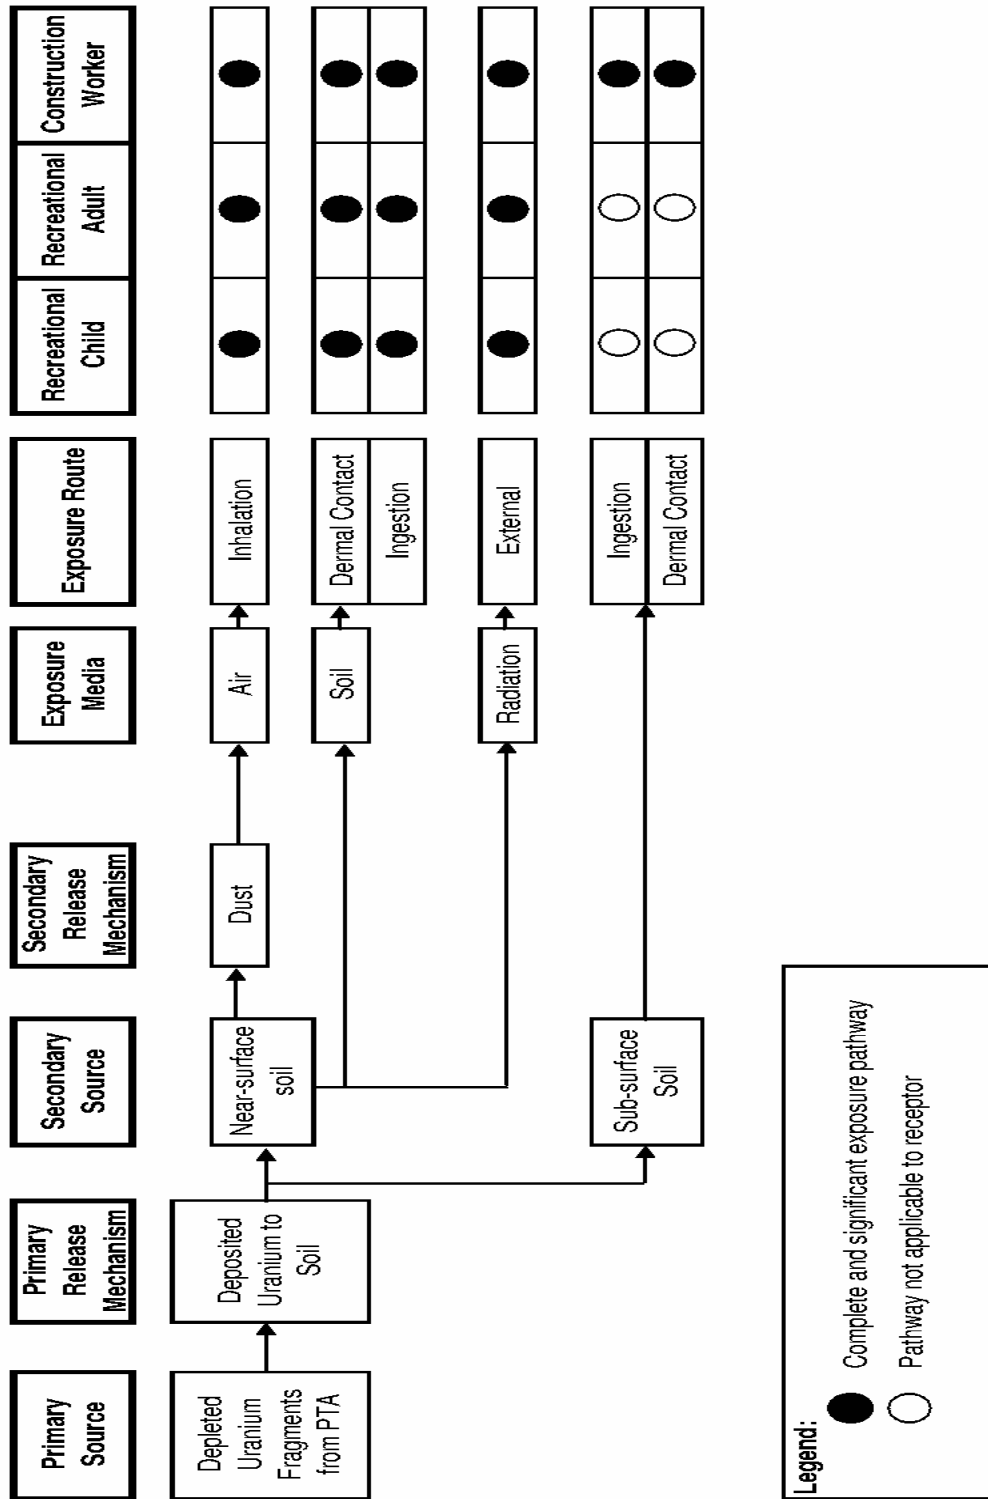 Primary
Source
Primary
Release
Mechanism
Secondary
Source
Secondary
Release
Mechanism
Exposure
Media
Exposure Route
Recreational
Child
Recreational
Adult
Construction
Worker
Depleted
Uranium
Fragments
from PTA
Deposited
Uranium to
Soil
Near-surface
soil
Dust
Air
Inhalation
Soil
Dermal Contact
Ingestion
Radiation
External
Sub-surface
Soil
Ingestion
Dermal Contact
Legend:
Complete and significant exposure pathway
Pathway not applicable to receptor